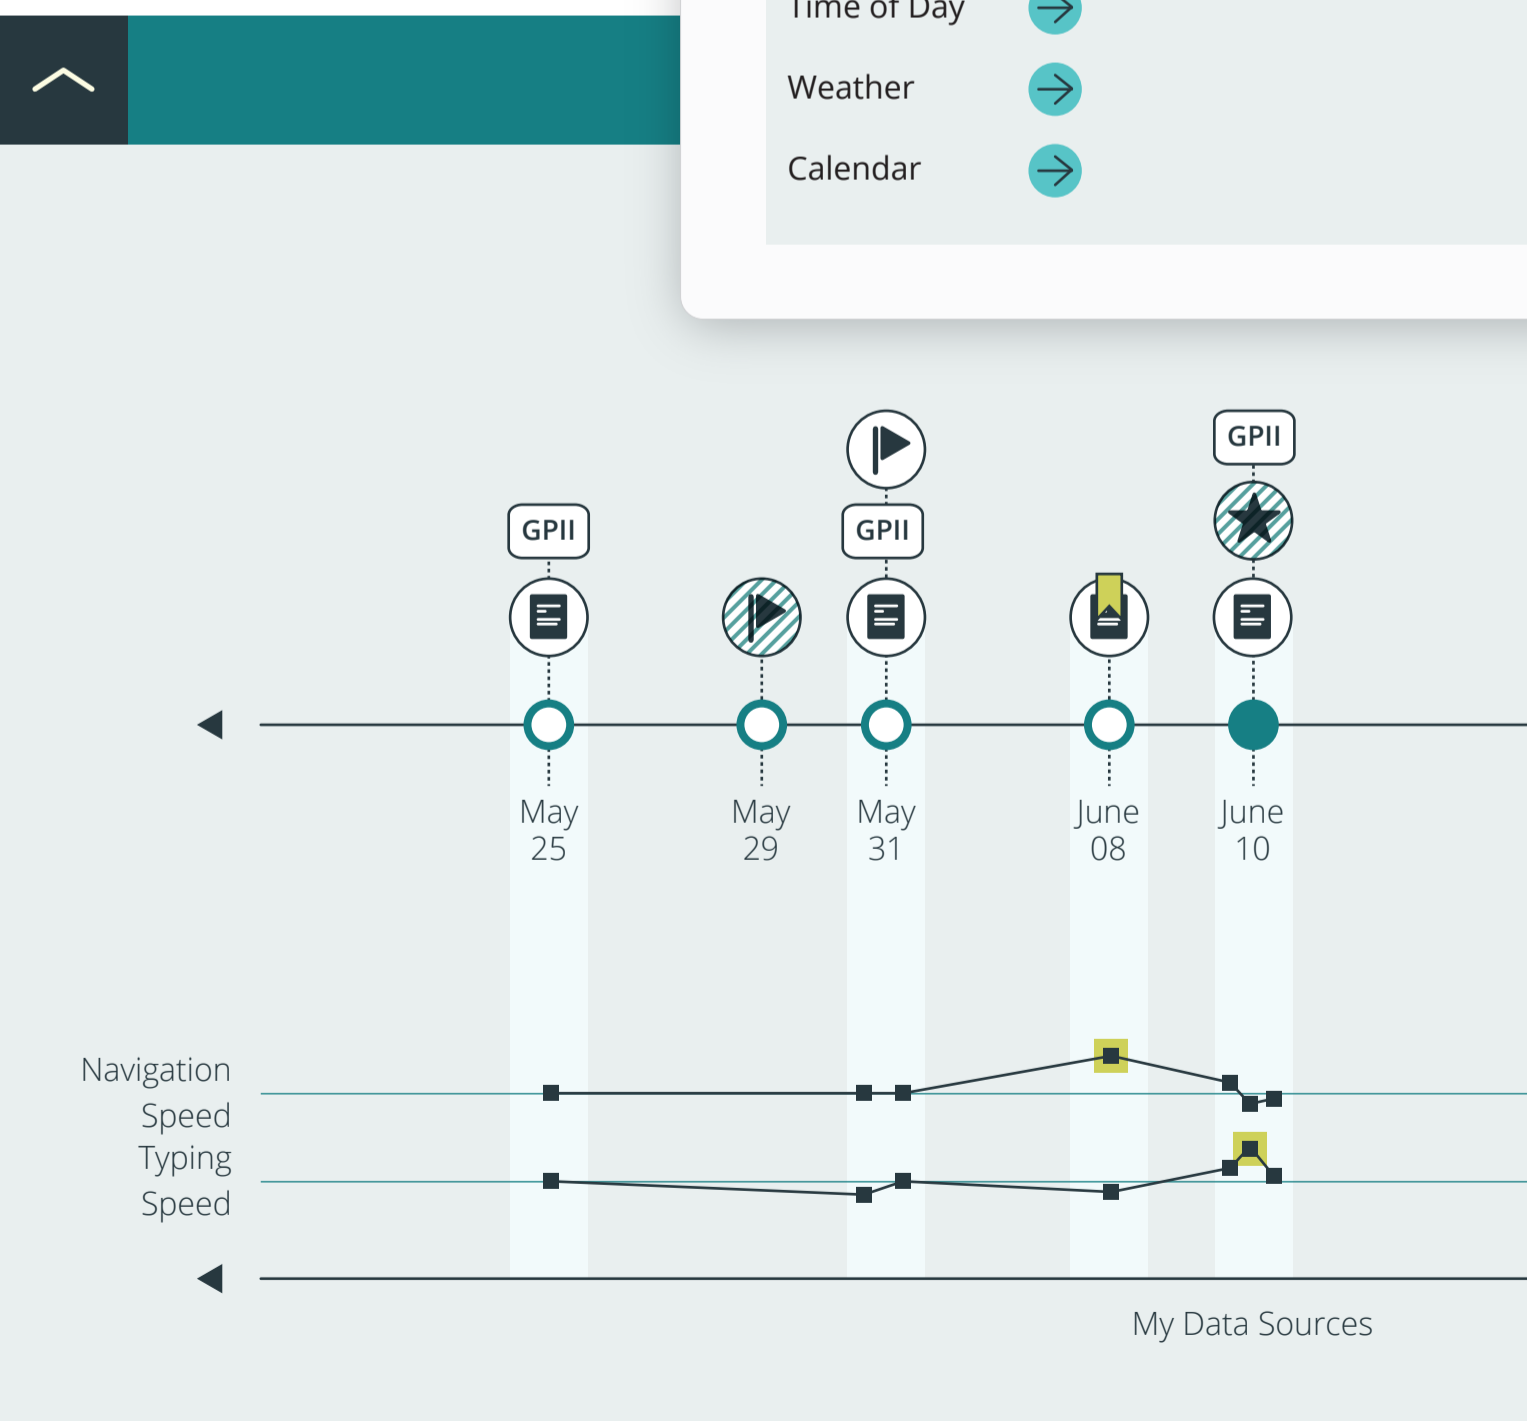 Time of Day
Weather
Calendar
GPII
GPII
GPII
May
25
May
29
May
31
June
08
June
10
Navigation
Speed
Typing
Speed
My Data Sources